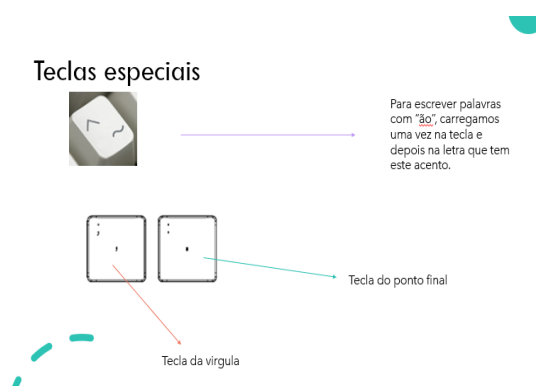 Teclas especiais
^ ~
Para escrever palavras
com “ão”, carregamos
uma vez na tecla e
depois na letra que tem
este acento.
; :
, .
Tecla do ponto final
Tecla da virgula